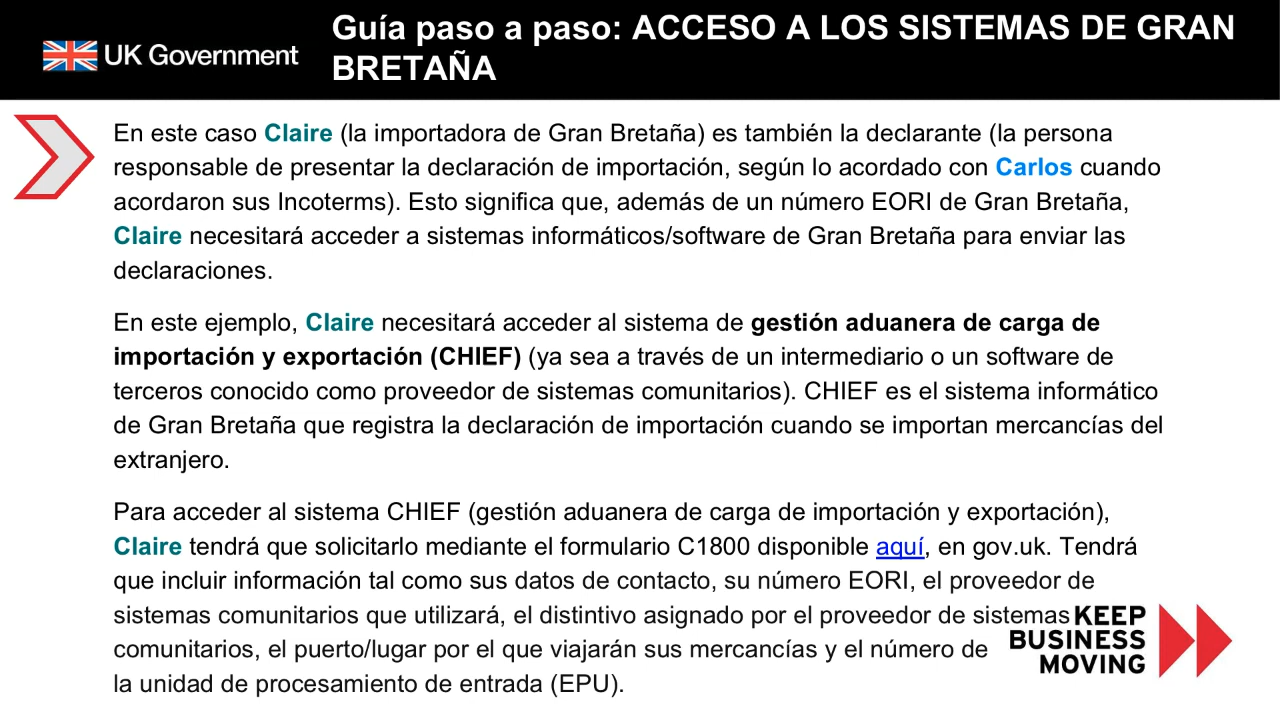 Guía paso a paso: ACCESO A LOS SISTEMAS DE GRAN
BRETAÑA
UK Government
En este caso Claire (la importadora de Gran Bretaña) es también la declarante (la persona
responsable de presentar la declaración de importación, según lo acordado con Carlos cuando
acordaron sus Incoterms). Esto significa que, además de un número EORI de Gran Bretaña,
Claire necesitará acceder a sistemas informáticos/software de Gran Bretaña para enviar las
declaraciones.
En este ejemplo, Claire necesitará acceder al sistema de gestión aduanera de carga de
importación y exportación (CHIEF) (ya sea a través de un intermediario o un software de
terceros conocido como proveedor de sistemas comunitarios). CHIEF es el sistema informático
de Gran Bretaña que registra la declaración de importación cuando se importan mercancías del
extranjero.
Para acceder al sistema CHIEF (gestión aduanera de carga de importación y exportación),
Claire tendrá que solicitarlo mediante el formulario C1800 disponible aquí, en gov.uk. Tendrá
que incluir información tal como sus datos de contacto, su número EORI, el proveedor de
sistemas comunitarios que utilizará, el distintivo asignado por el proveedor de sistemas
comunitarios, el puerto/lugar por el que viajarán sus mercancías y el número de
la unidad de procesamiento de entrada (EPU).
KEEP
BUSINESS
MOVING